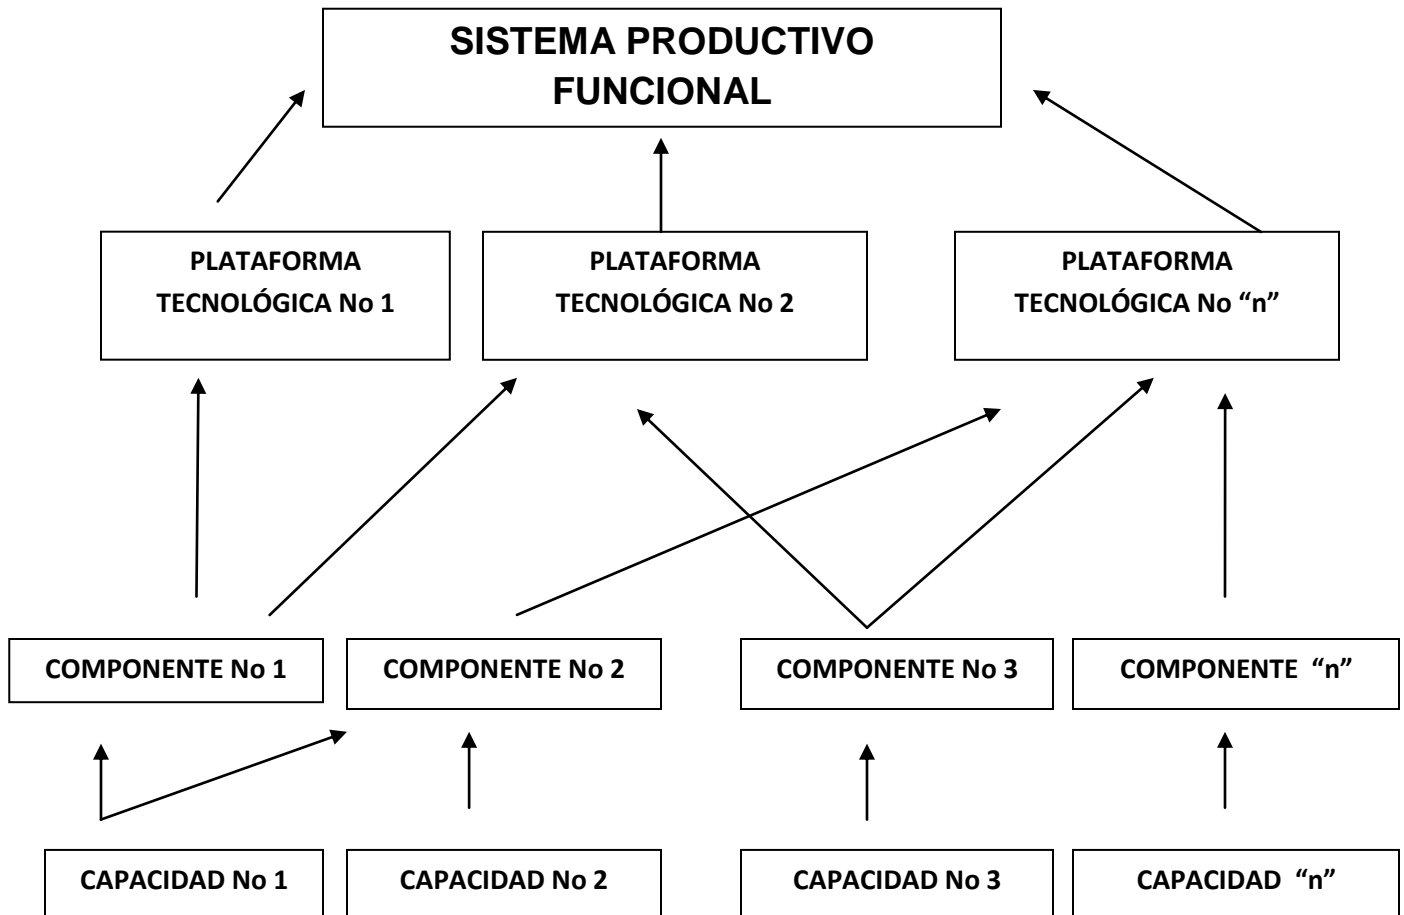 SISTEMA PRODUCTIVO
FUNCIONAL
PLATAFORMA
TECNOLÓGICA No 1
PLATAFORMA
TECNOLÓGICA No 2
PLATAFORMA
TECNOLÓGICA No “n”
COMPONENTE No 1
COMPONENTE No 2
COMPONENTE No 3
COMPONENTE “n”
CAPACIDAD No 1
CAPACIDAD No 2
CAPACIDAD No 3
CAPACIDAD “n”